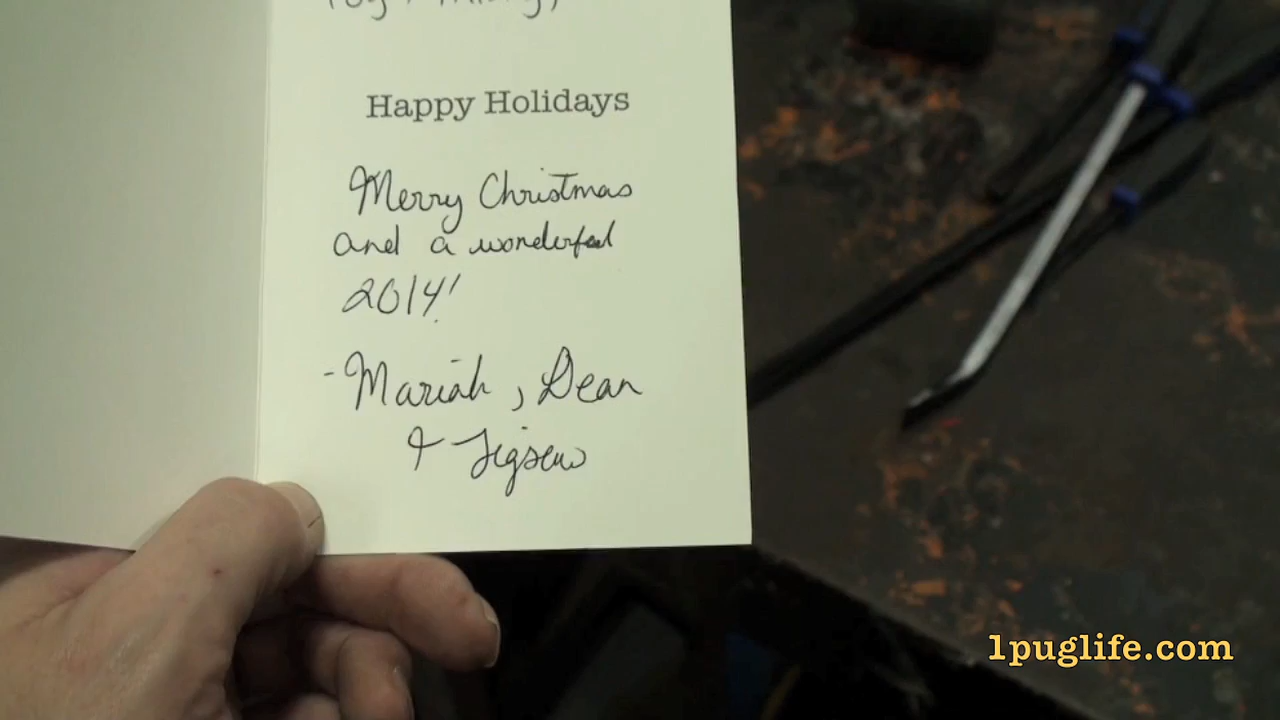 Happy Holidays
Merry Christmas
and a wonderful
2014!
- Mariah, Dean
& Jigsaw
1puglife.com